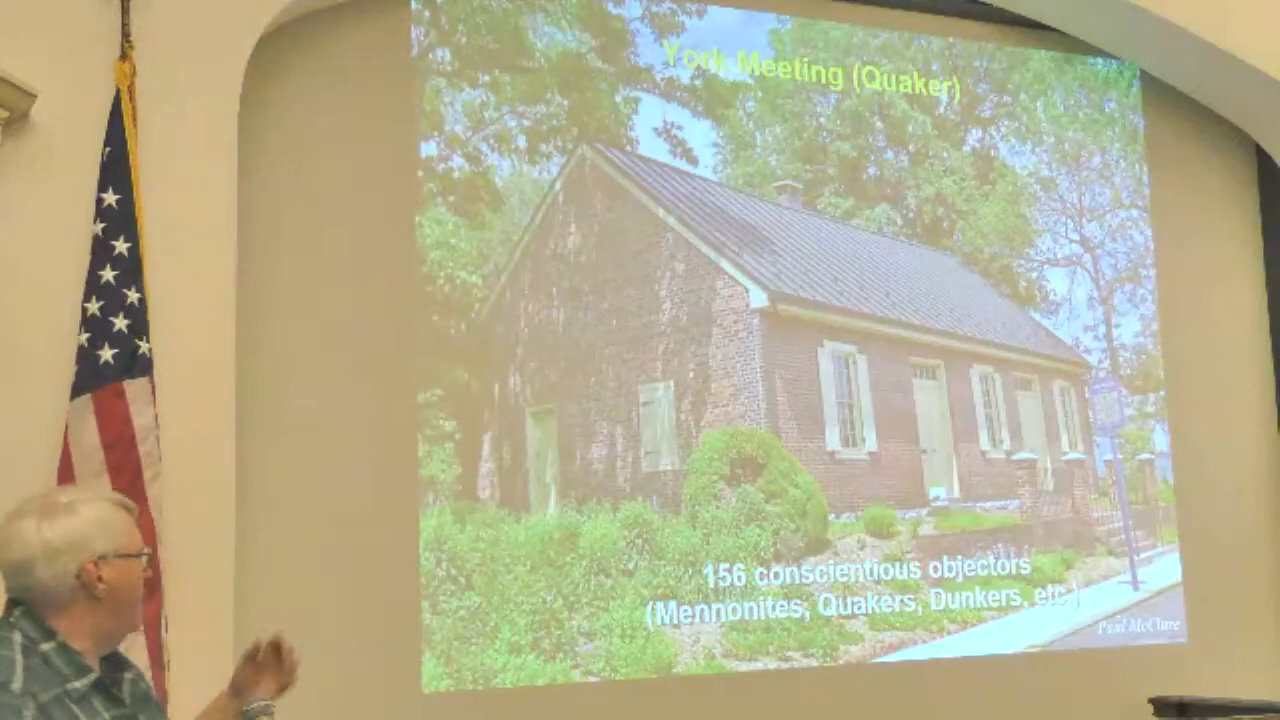 York Meeting (Quaker)
156 conscientious objectors
(Mennonites, Quakers, Dunkers, etc.)
Paul McClure